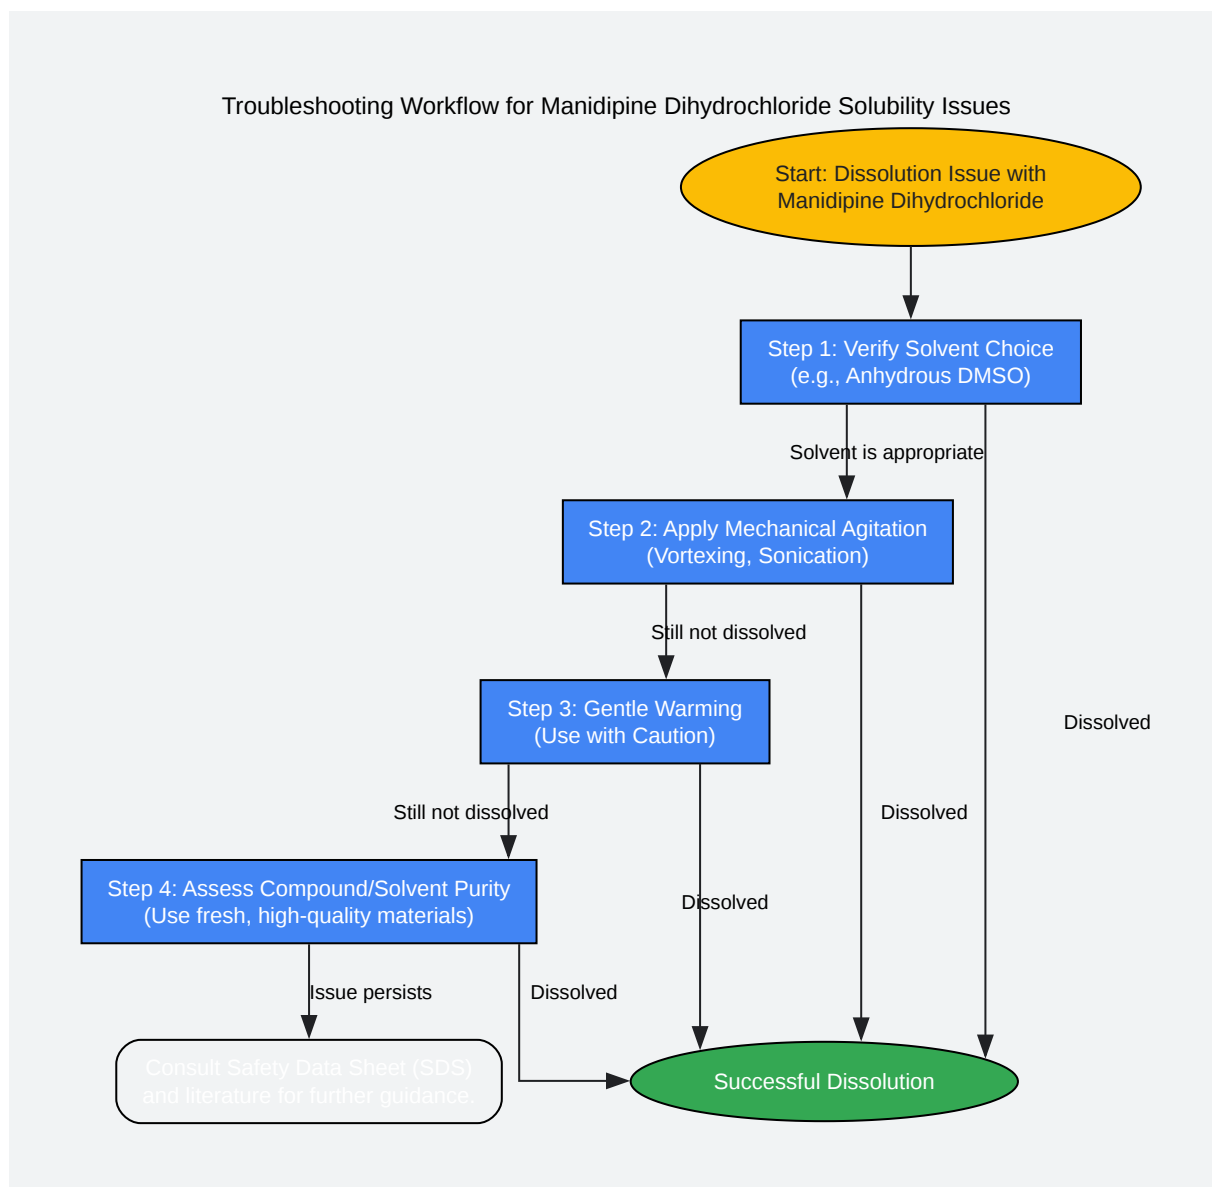 Troubleshooting Workflow for Manidipine Dihydrochloride Solubility Issues
Start: Dissolution Issue with
Manidipine Dihydrochloride
Step 1: Verify Solvent Choice
(e.g., Anhydrous DMSO)
Solvent is appropriate
Step 2: Apply Mechanical Agitation
(Vortexing, Sonication)
Still not dissolved
Step 3: Gentle Warming
(Use with Caution)
Dissolved
Still not dissolved
Dissolved
Step 4: Assess Compound/Solvent Purity
(Use fresh, high-quality materials)
Dissolved
Issue persists
Dissolved
Consult Safety Data Sheet (SDS)
and literature for further guidance.
Successful Dissolution